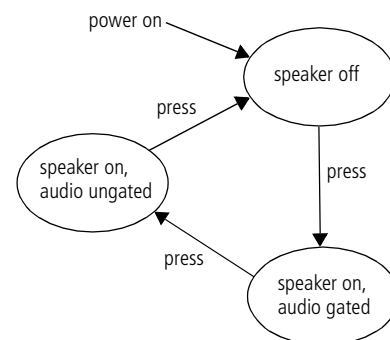 power on
speaker off
press
speaker on,
audio ungated
press
press
speaker on,
audio gated